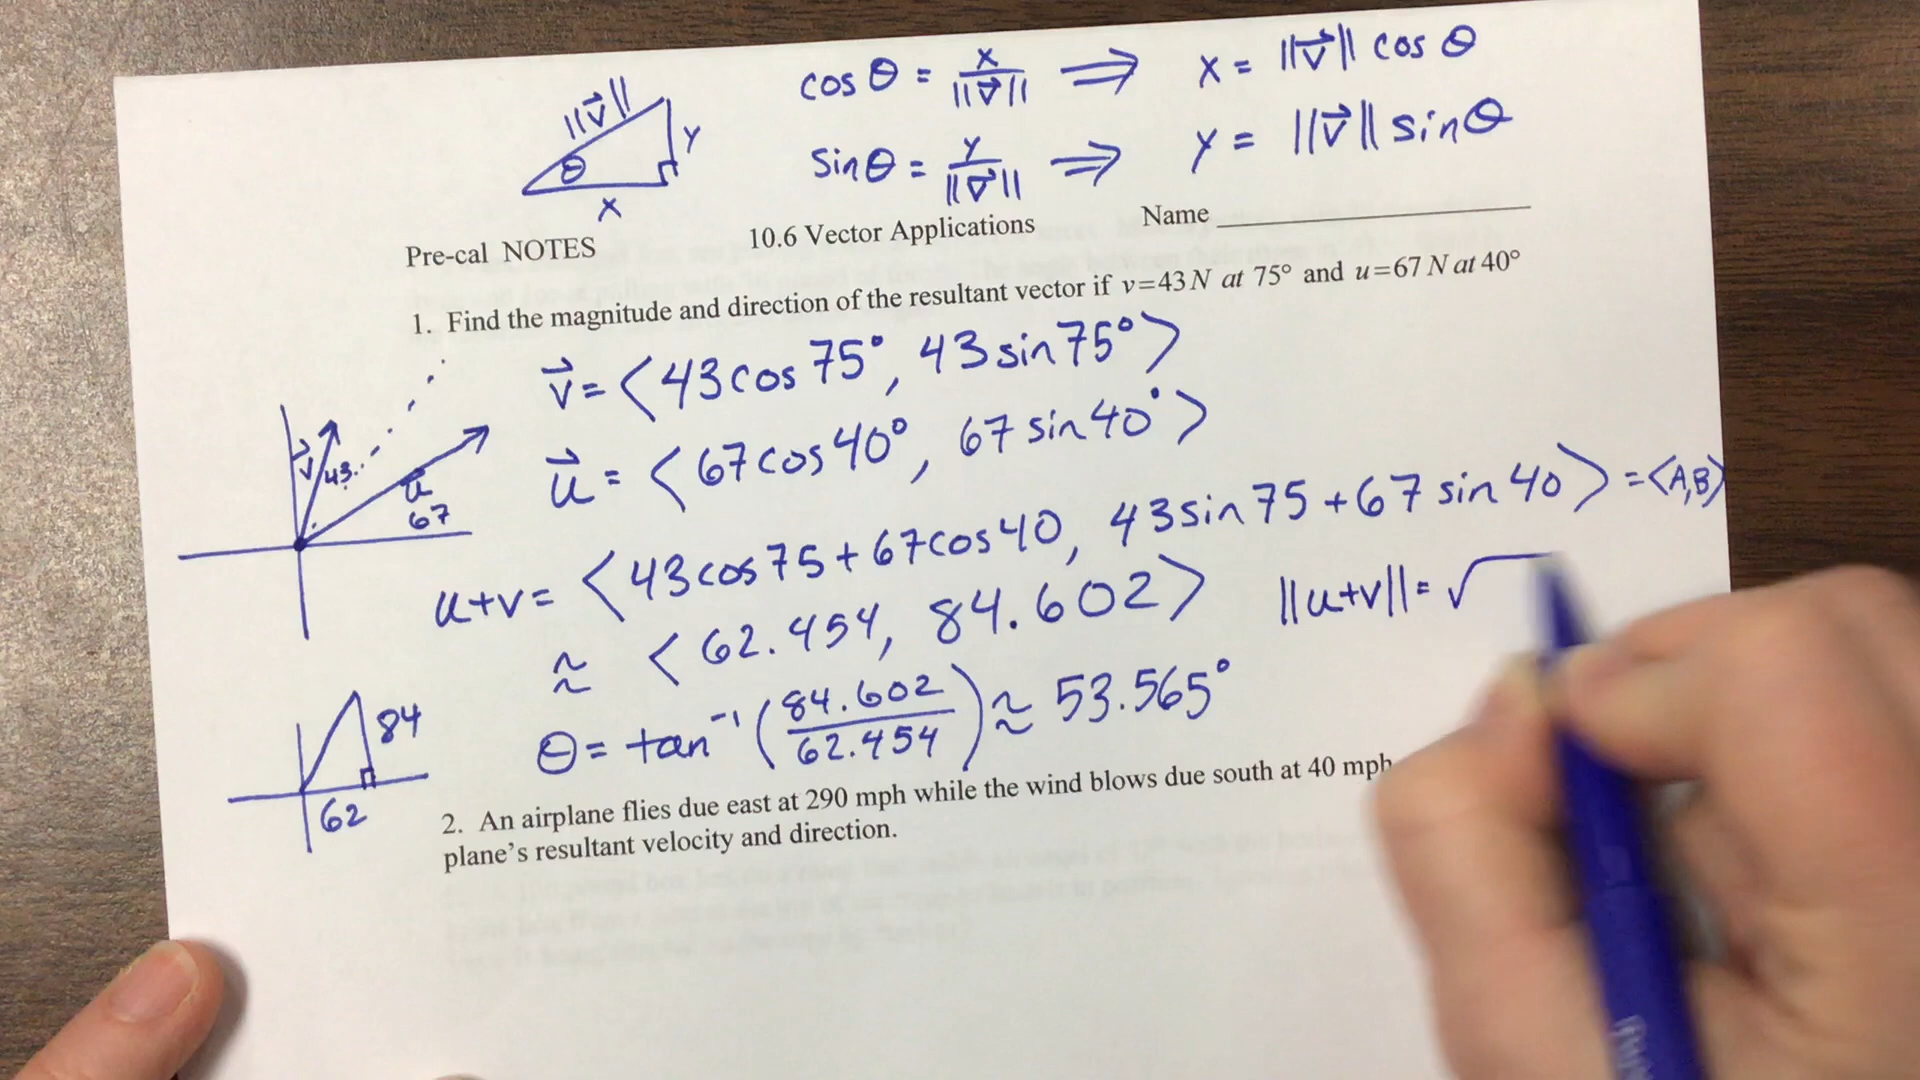 ||v⃗|| cos θ = x/||v⃗|| ⟹ x = ||v⃗|| cos θ
θ y sin θ = y/||v⃗|| ⟹ y = ||v⃗|| sin θ
x
Pre-cal NOTES 10.6 Vector Applications Name
1. Find the magnitude and direction of the resultant vector if v=43 N at 75° and u=67 N at 40°
v⃗ = ⟨43cos 75°, 43 sin 75°⟩
u⃗ = ⟨67cos 40°, 67 sin 40°⟩
v⃗ 43
u
67
u+v = ⟨43cos75 + 67cos40, 43sin75 + 67 sin 40⟩ = ⟨A,B⟩
≈ ⟨62.454, 84.602⟩ ||u+v|| = √
θ = tan⁻¹(84.602/62.454) ≈ 53.565°
84
62
2. An airplane flies due east at 290 mph while the wind blows due south at 40 mph
plane's resultant velocity and direction.